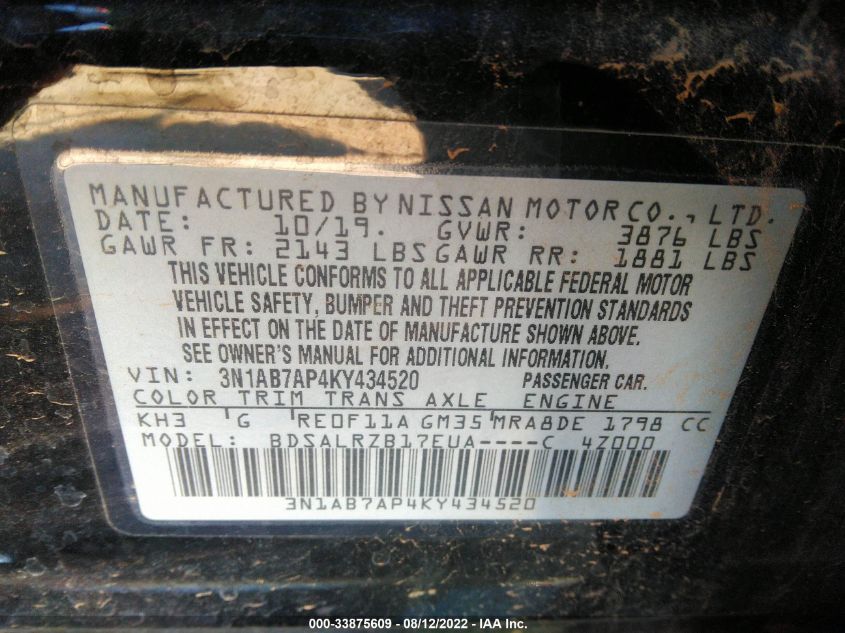 MANUFACTURED BY NISSAN MOTOR CO., LTD.
DATE: 10/19. GVWR: 3876 LBS
GAWR FR: 2143 LBS GAWR RR: 1881 LBS
THIS VEHICLE CONFORMS TO ALL APPLICABLE FEDERAL MOTOR
VEHICLE SAFETY, BUMPER AND THEFT PREVENTION STANDARDS
IN EFFECT ON THE DATE OF MANUFACTURE SHOWN ABOVE.
SEE OWNER'S MANUAL FOR ADDITIONAL INFORMATION.
VIN: 3N1AB7AP4KY434520 PASSENGER CAR.
COLOR TRIM TRANS AXLE ENGINE
KH3 G RE0F11A GM35 MRA8DE 1798 CC
MODEL: BDSALRZB17EUA----C 4Z000
3N1AB7AP4KY434520
000-33875609 - 08/12/2022 - IAA Inc.